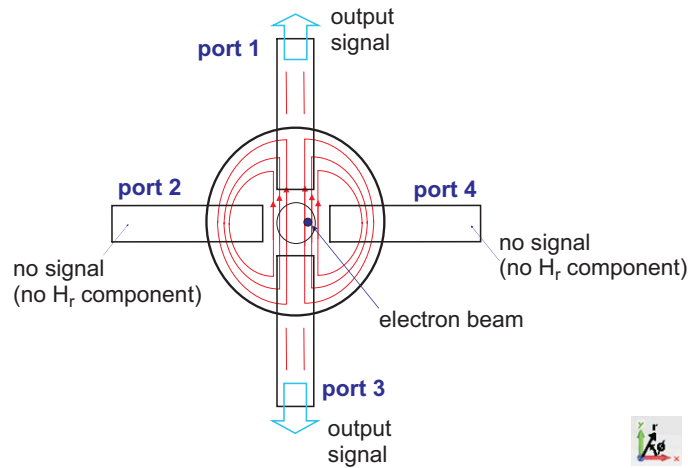 output
signal
port 1
port 2
port 4
no signal
(no Hr component)
no signal
(no Hr component)
electron beam
port 3
output
signal
y
r
φ
x